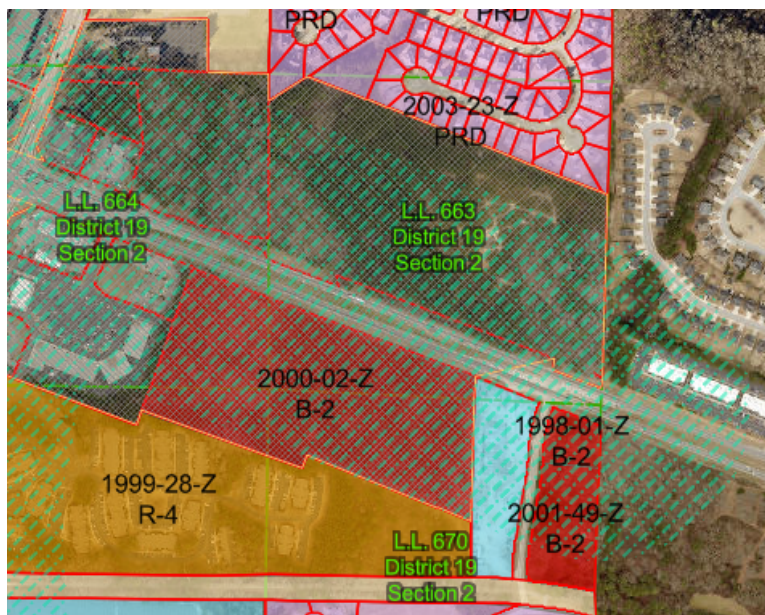 PRD
PRD
2003-23-Z
PRD
L.L. 664
District 19
Section 2
L.L. 663
District 19
Section 2
2000-02-Z
B-2
1998-01-Z
B-2
1999-28-Z
R-4
2001-49-Z
B-2
L.L. 670
District 19
Section 2